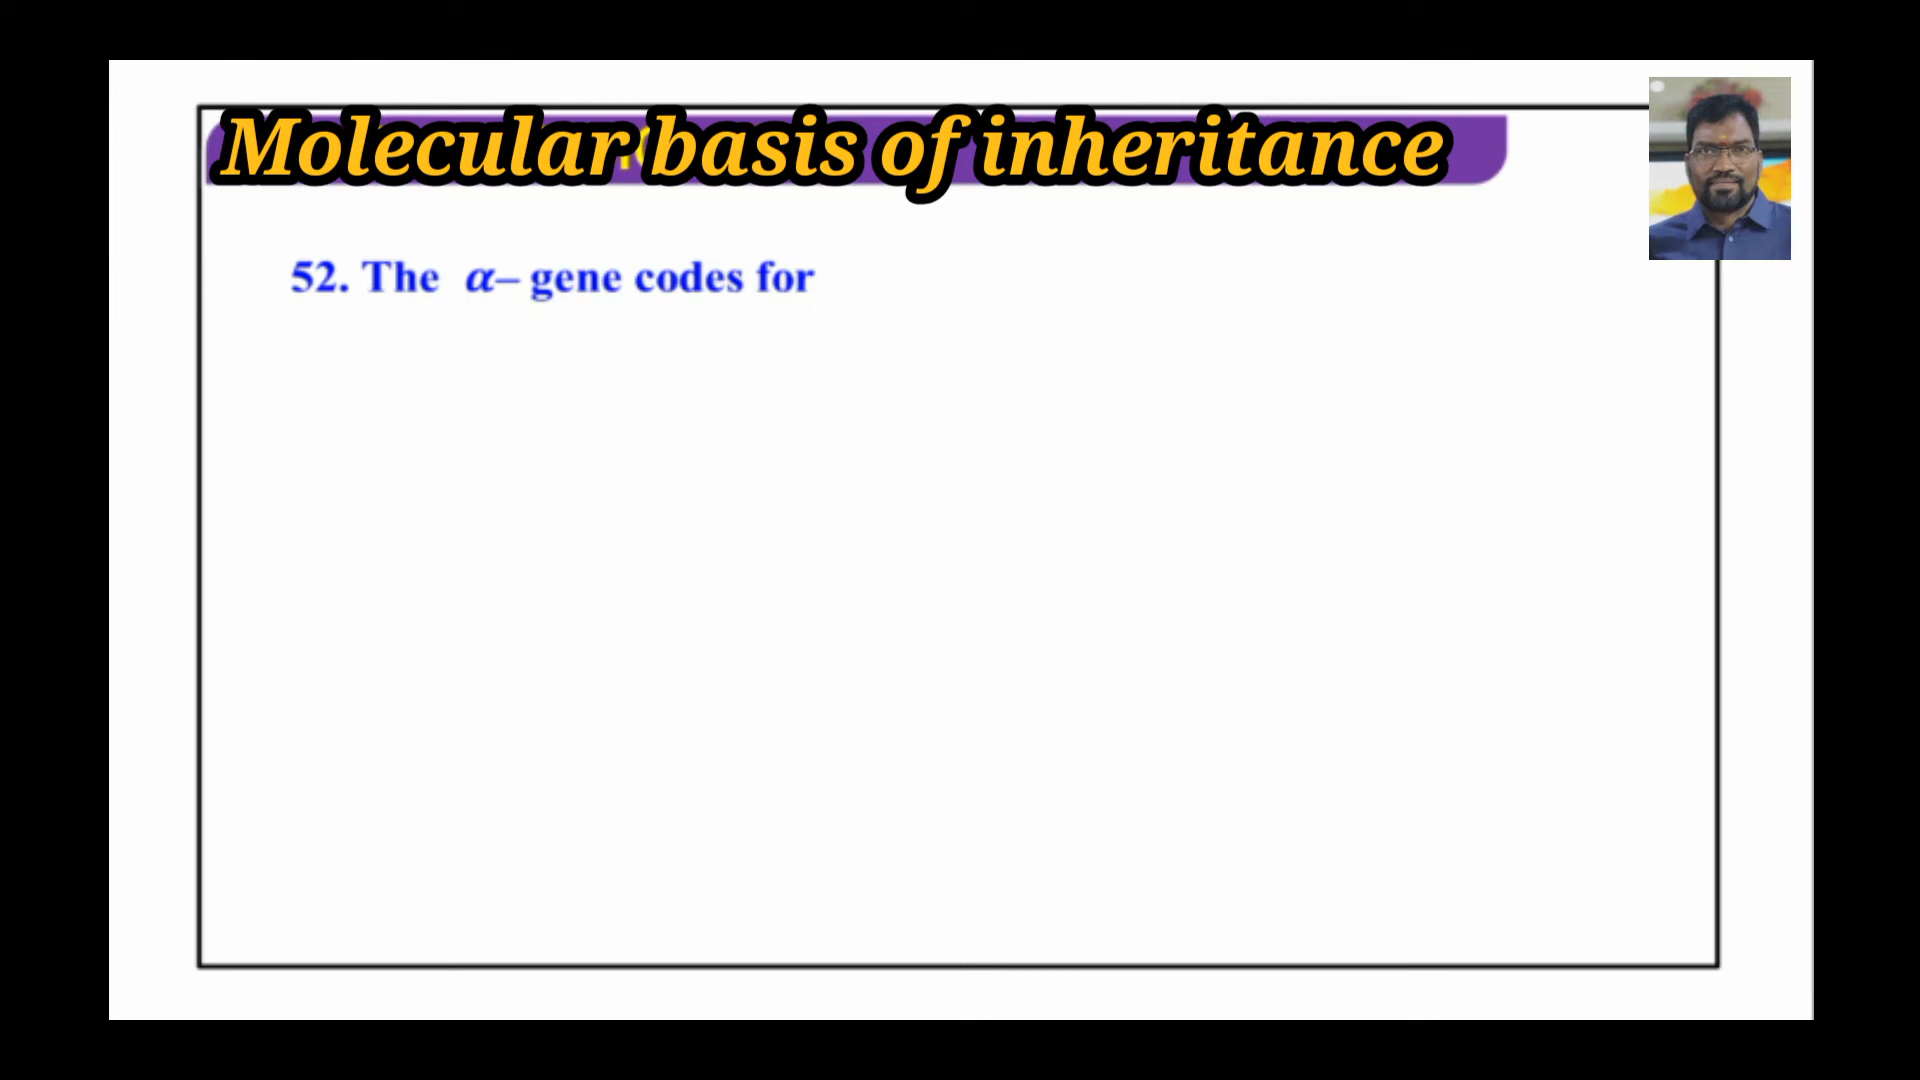 Molecular basis of inheritance
52. The α– gene codes for